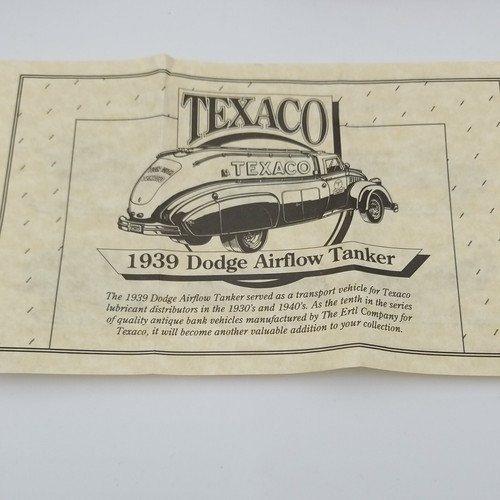 TEXACO
TEXACO
1939 Dodge Airflow Tanker
The 1939 Dodge Airflow Tanker served as a transport vehicle for Texaco
lubricant distributors in the 1930's and 1940's. As the tenth in the series
of quality antique bank vehicles manufactured by The Ertl Company for
Texaco, it will become another valuable addition to your collection.